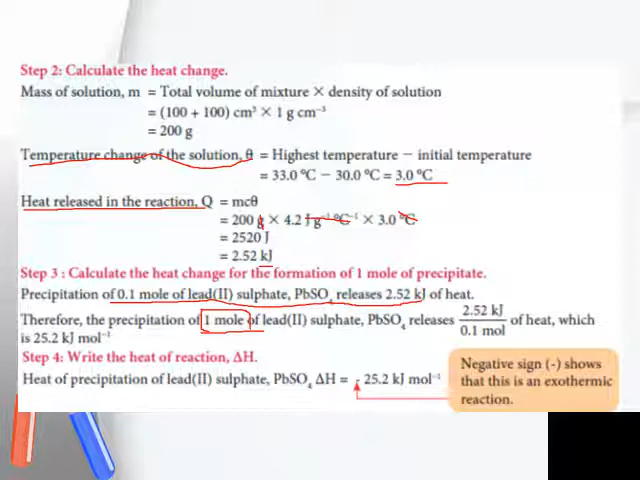 Step 2: Calculate the heat change.
Mass of solution, m = Total volume of mixture × density of solution
= (100 + 100) cm³ × 1 g cm⁻³
= 200 g
Temperature change of the solution, θ = Highest temperature − initial temperature
= 33.0 °C − 30.0 °C = 3.0 °C
Heat released in the reaction, Q = mcθ
= 200 g × 4.2 J g⁻¹ °C⁻¹ × 3.0 °C
= 2520 J
= 2.52 kJ
Step 3 : Calculate the heat change for the formation of 1 mole of precipitate.
Precipitation of 0.1 mole of lead(II) sulphate, PbSO₄ releases 2.52 kJ of heat.
Therefore, the precipitation of 1 mole of lead(II) sulphate, PbSO₄ releases 2.52 kJ / 0.1 mol of heat, which
is 25.2 kJ mol⁻¹
Step 4: Write the heat of reaction, ΔH.
Heat of precipitation of lead(II) sulphate, PbSO₄ ΔH = - 25.2 kJ mol⁻¹
Negative sign (-) shows
that this is an exothermic
reaction.